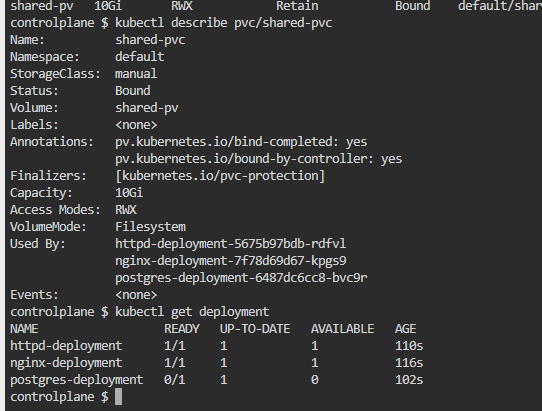 shared-pv   10Gi       RWX            Retain           Bound    default/shar
controlplane $ kubectl describe pvc/shared-pvc
Name:          shared-pvc
Namespace:     default
StorageClass:  manual
Status:        Bound
Volume:        shared-pv
Labels:        <none>
Annotations:   pv.kubernetes.io/bind-completed: yes
               pv.kubernetes.io/bound-by-controller: yes
Finalizers:    [kubernetes.io/pvc-protection]
Capacity:      10Gi
Access Modes:  RWX
VolumeMode:    Filesystem
Used By:       httpd-deployment-5675b97bdb-rdfvl
               nginx-deployment-7f78d69d67-kpgs9
               postgres-deployment-6487dc6cc8-bvc9r
Events:        <none>
controlplane $ kubectl get deployment
NAME                  READY   UP-TO-DATE   AVAILABLE   AGE
httpd-deployment      1/1     1            1           110s
nginx-deployment      1/1     1            1           116s
postgres-deployment   0/1     1            0           102s
controlplane $